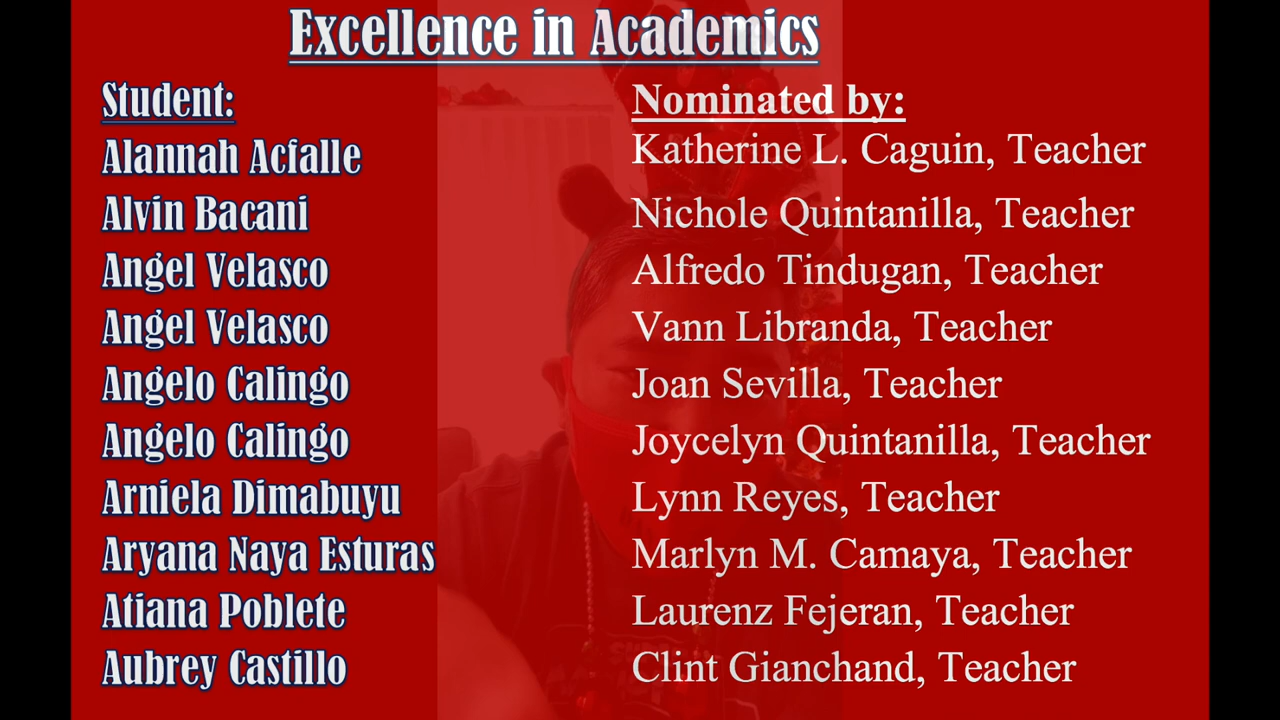 Excellence in Academics
Student: Nominated by:
Alannah Acfalle Katherine L. Caguin, Teacher
Alvin Bacani Nichole Quintanilla, Teacher
Angel Velasco Alfredo Tindugan, Teacher
Angel Velasco Vann Libranda, Teacher
Angelo Calingo Joan Sevilla, Teacher
Angelo Calingo Joycelyn Quintanilla, Teacher
Arniela Dimabuyu Lynn Reyes, Teacher
Aryana Naya Esturas Marlyn M. Camaya, Teacher
Atiana Poblete Laurenz Fejeran, Teacher
Aubrey Castillo Clint Gianchand, Teacher